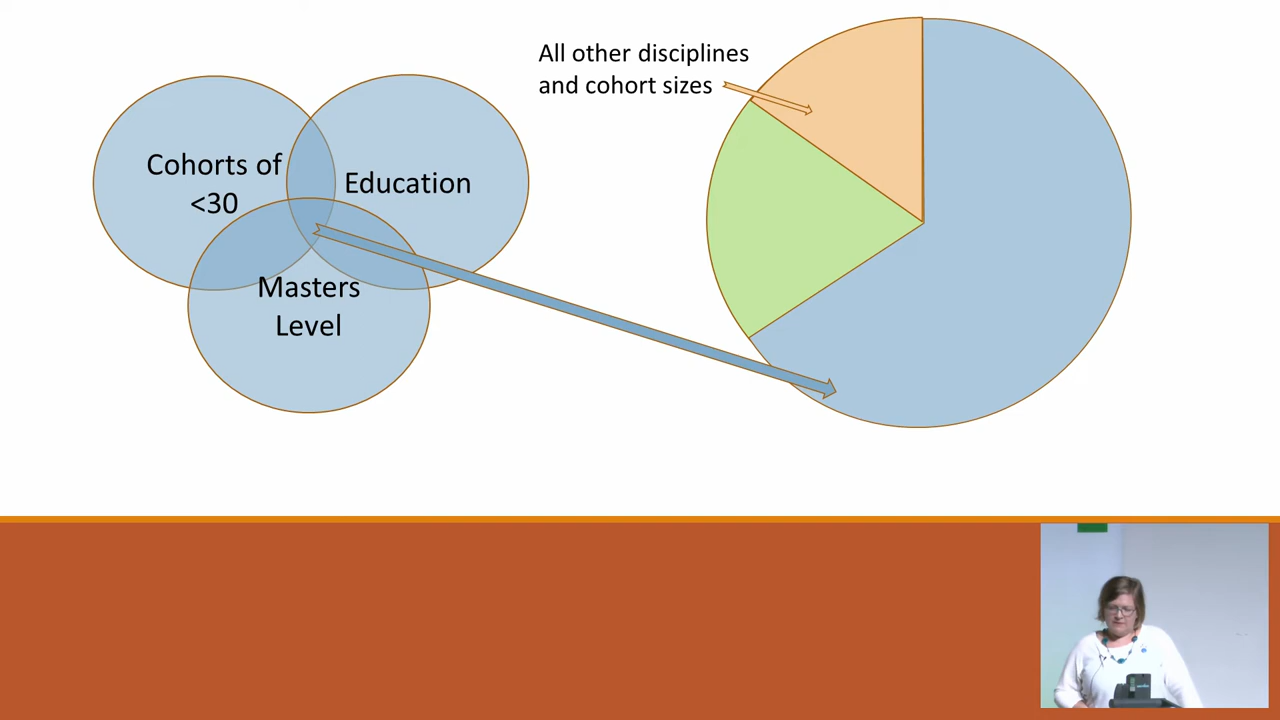 All other disciplines
and cohort sizes
Cohorts of
<30
Education
Masters
Level